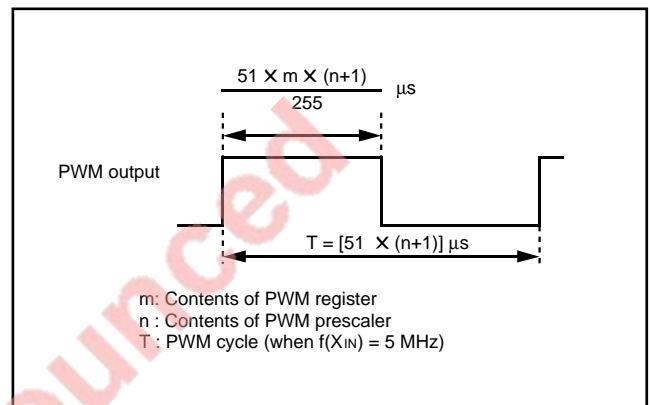 51 × m × (n+1)
255
μs
PWM output
T = [51 × (n+1)] μs
m: Contents of PWM register
n : Contents of PWM prescaler
T : PWM cycle (when f(XIN) = 5 MHz)
ounced